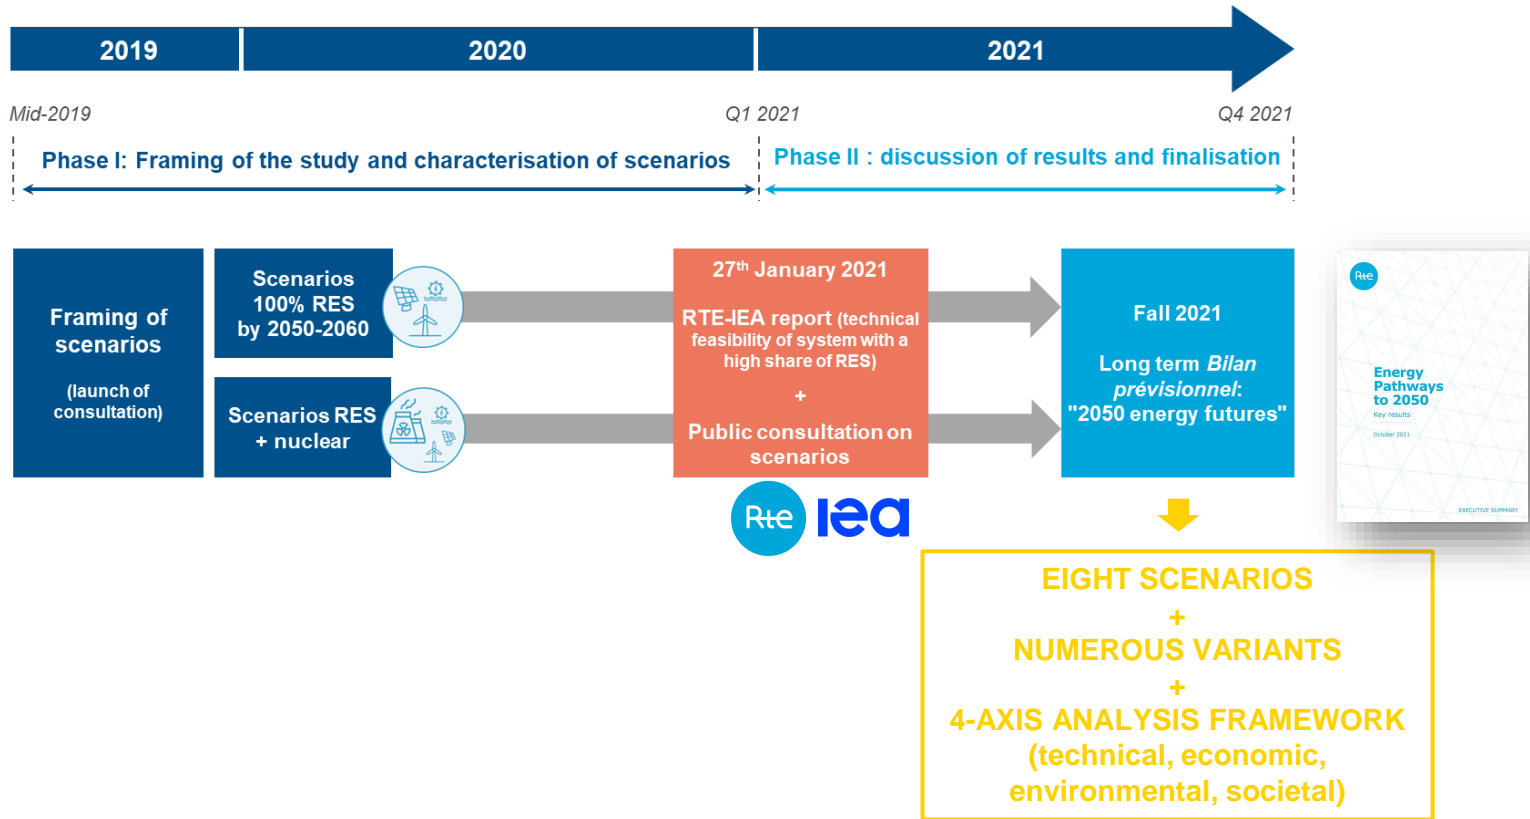 2019
2020
2021
Mid-2019
Q1 2021
Q4 2021
Phase I: Framing of the study and characterisation of scenarios
Phase II : discussion of results and finalisation
Framing of
scenarios
(launch of
consultation)
Scenarios
100% RES
by 2050-2060
Scenarios RES
+ nuclear
27th January 2021
RTE-IEA report (technical
feasibility of system with a
high share of RES)
+
Public consultation on
scenarios
Rte
iea
Fall 2021
Long term Bilan
prévisionnel:
"2050 energy futures"
Rte
Energy
Pathways
to 2050
Key results
October 2021
EXECUTIVE SUMMARY
EIGHT SCENARIOS
+
NUMEROUS VARIANTS
+
4-AXIS ANALYSIS FRAMEWORK
(technical, economic,
environmental, societal)